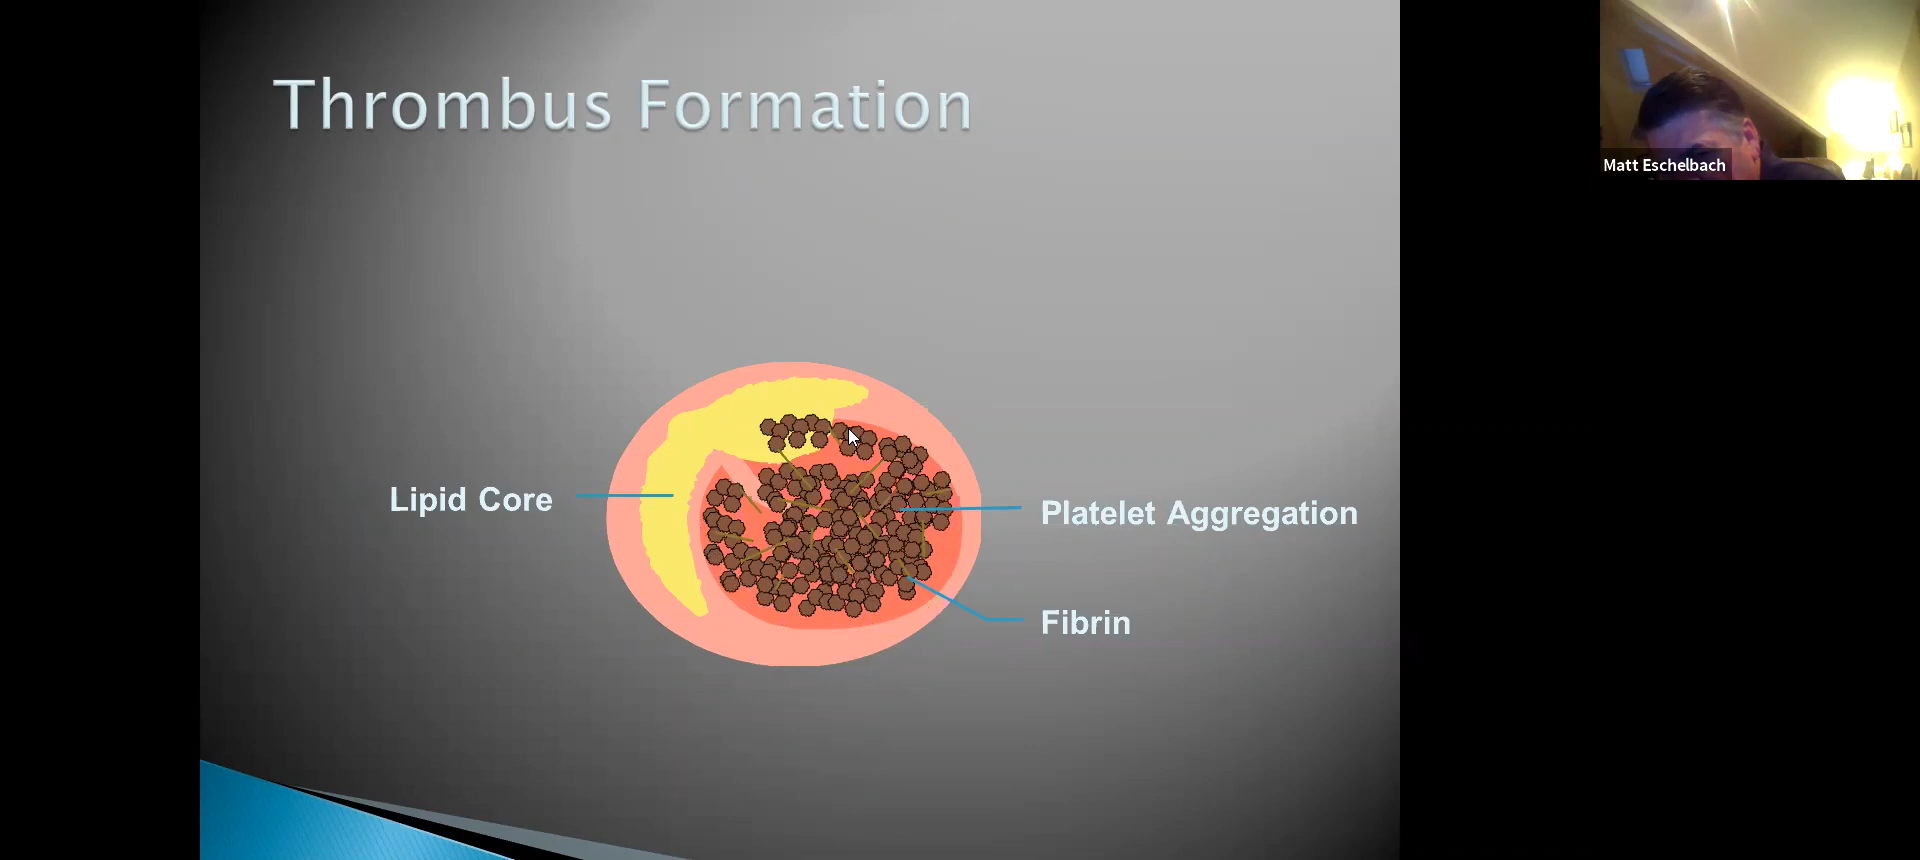 Thrombus Formation
Matt Eschelbach
Lipid Core
Platelet Aggregation
Fibrin